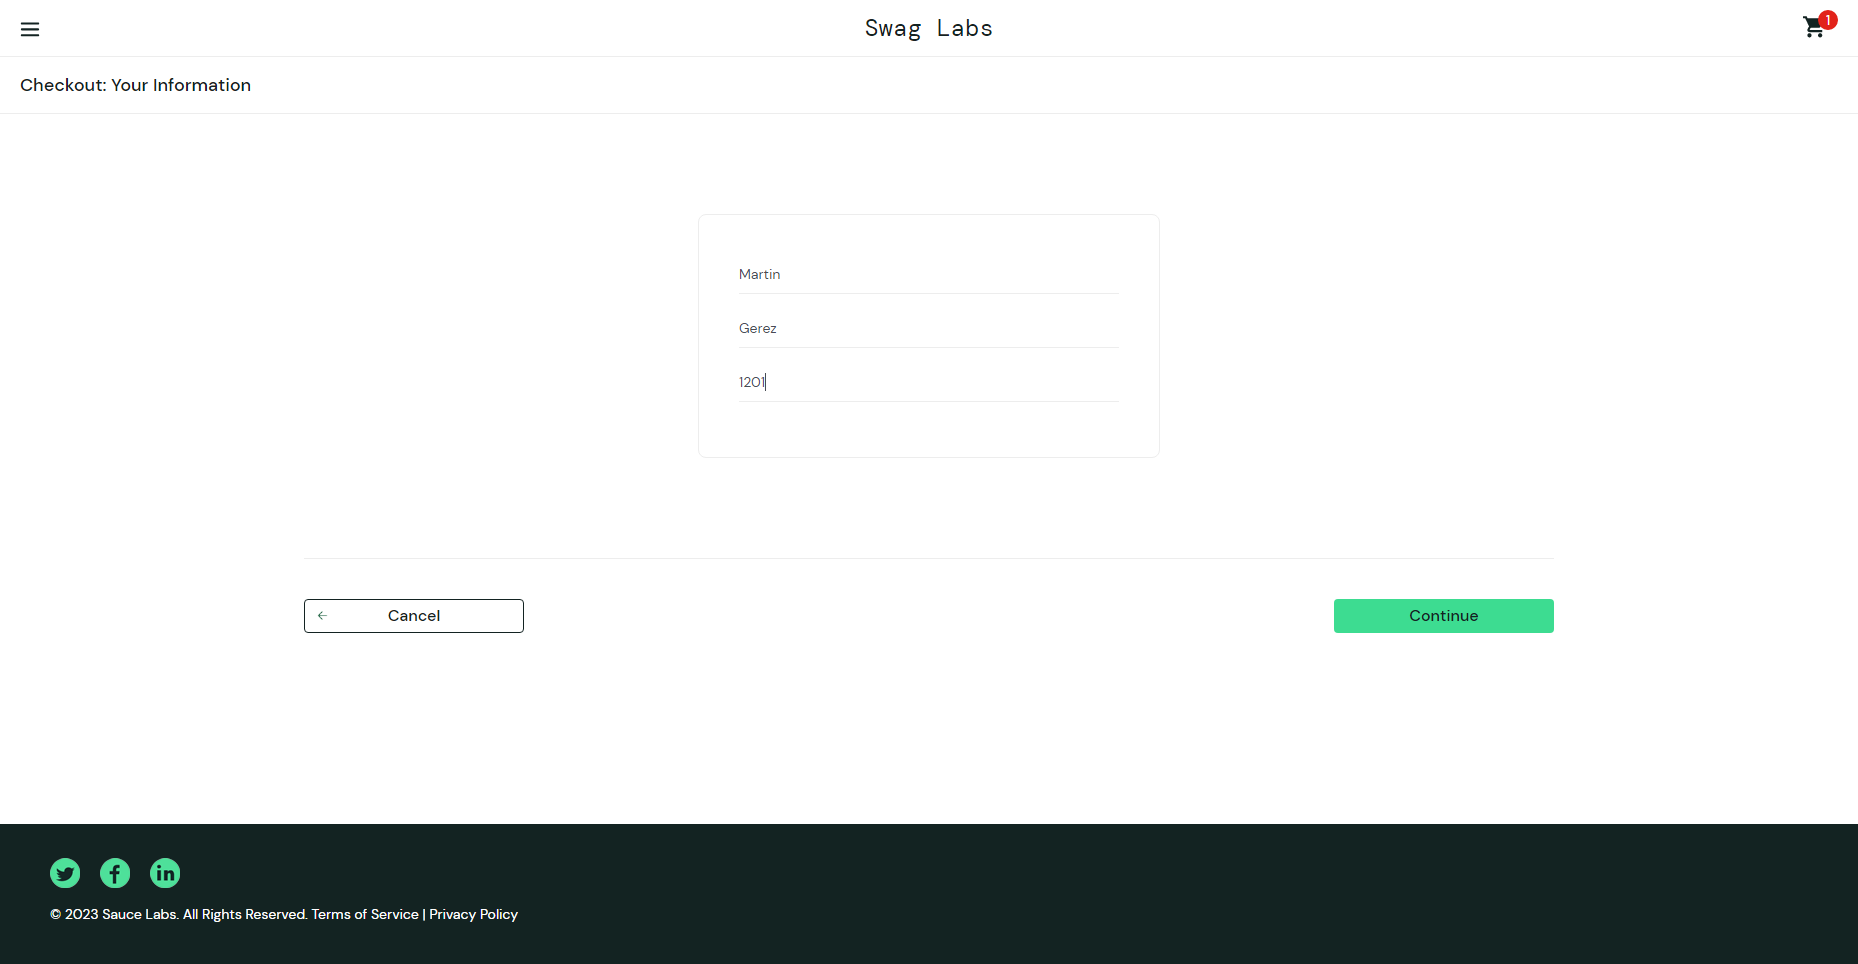 Swag Labs
1
Checkout: Your Information
Martin
Gerez
1201
Cancel
Continue
© 2023 Sauce Labs. All Rights Reserved. Terms of Service | Privacy Policy